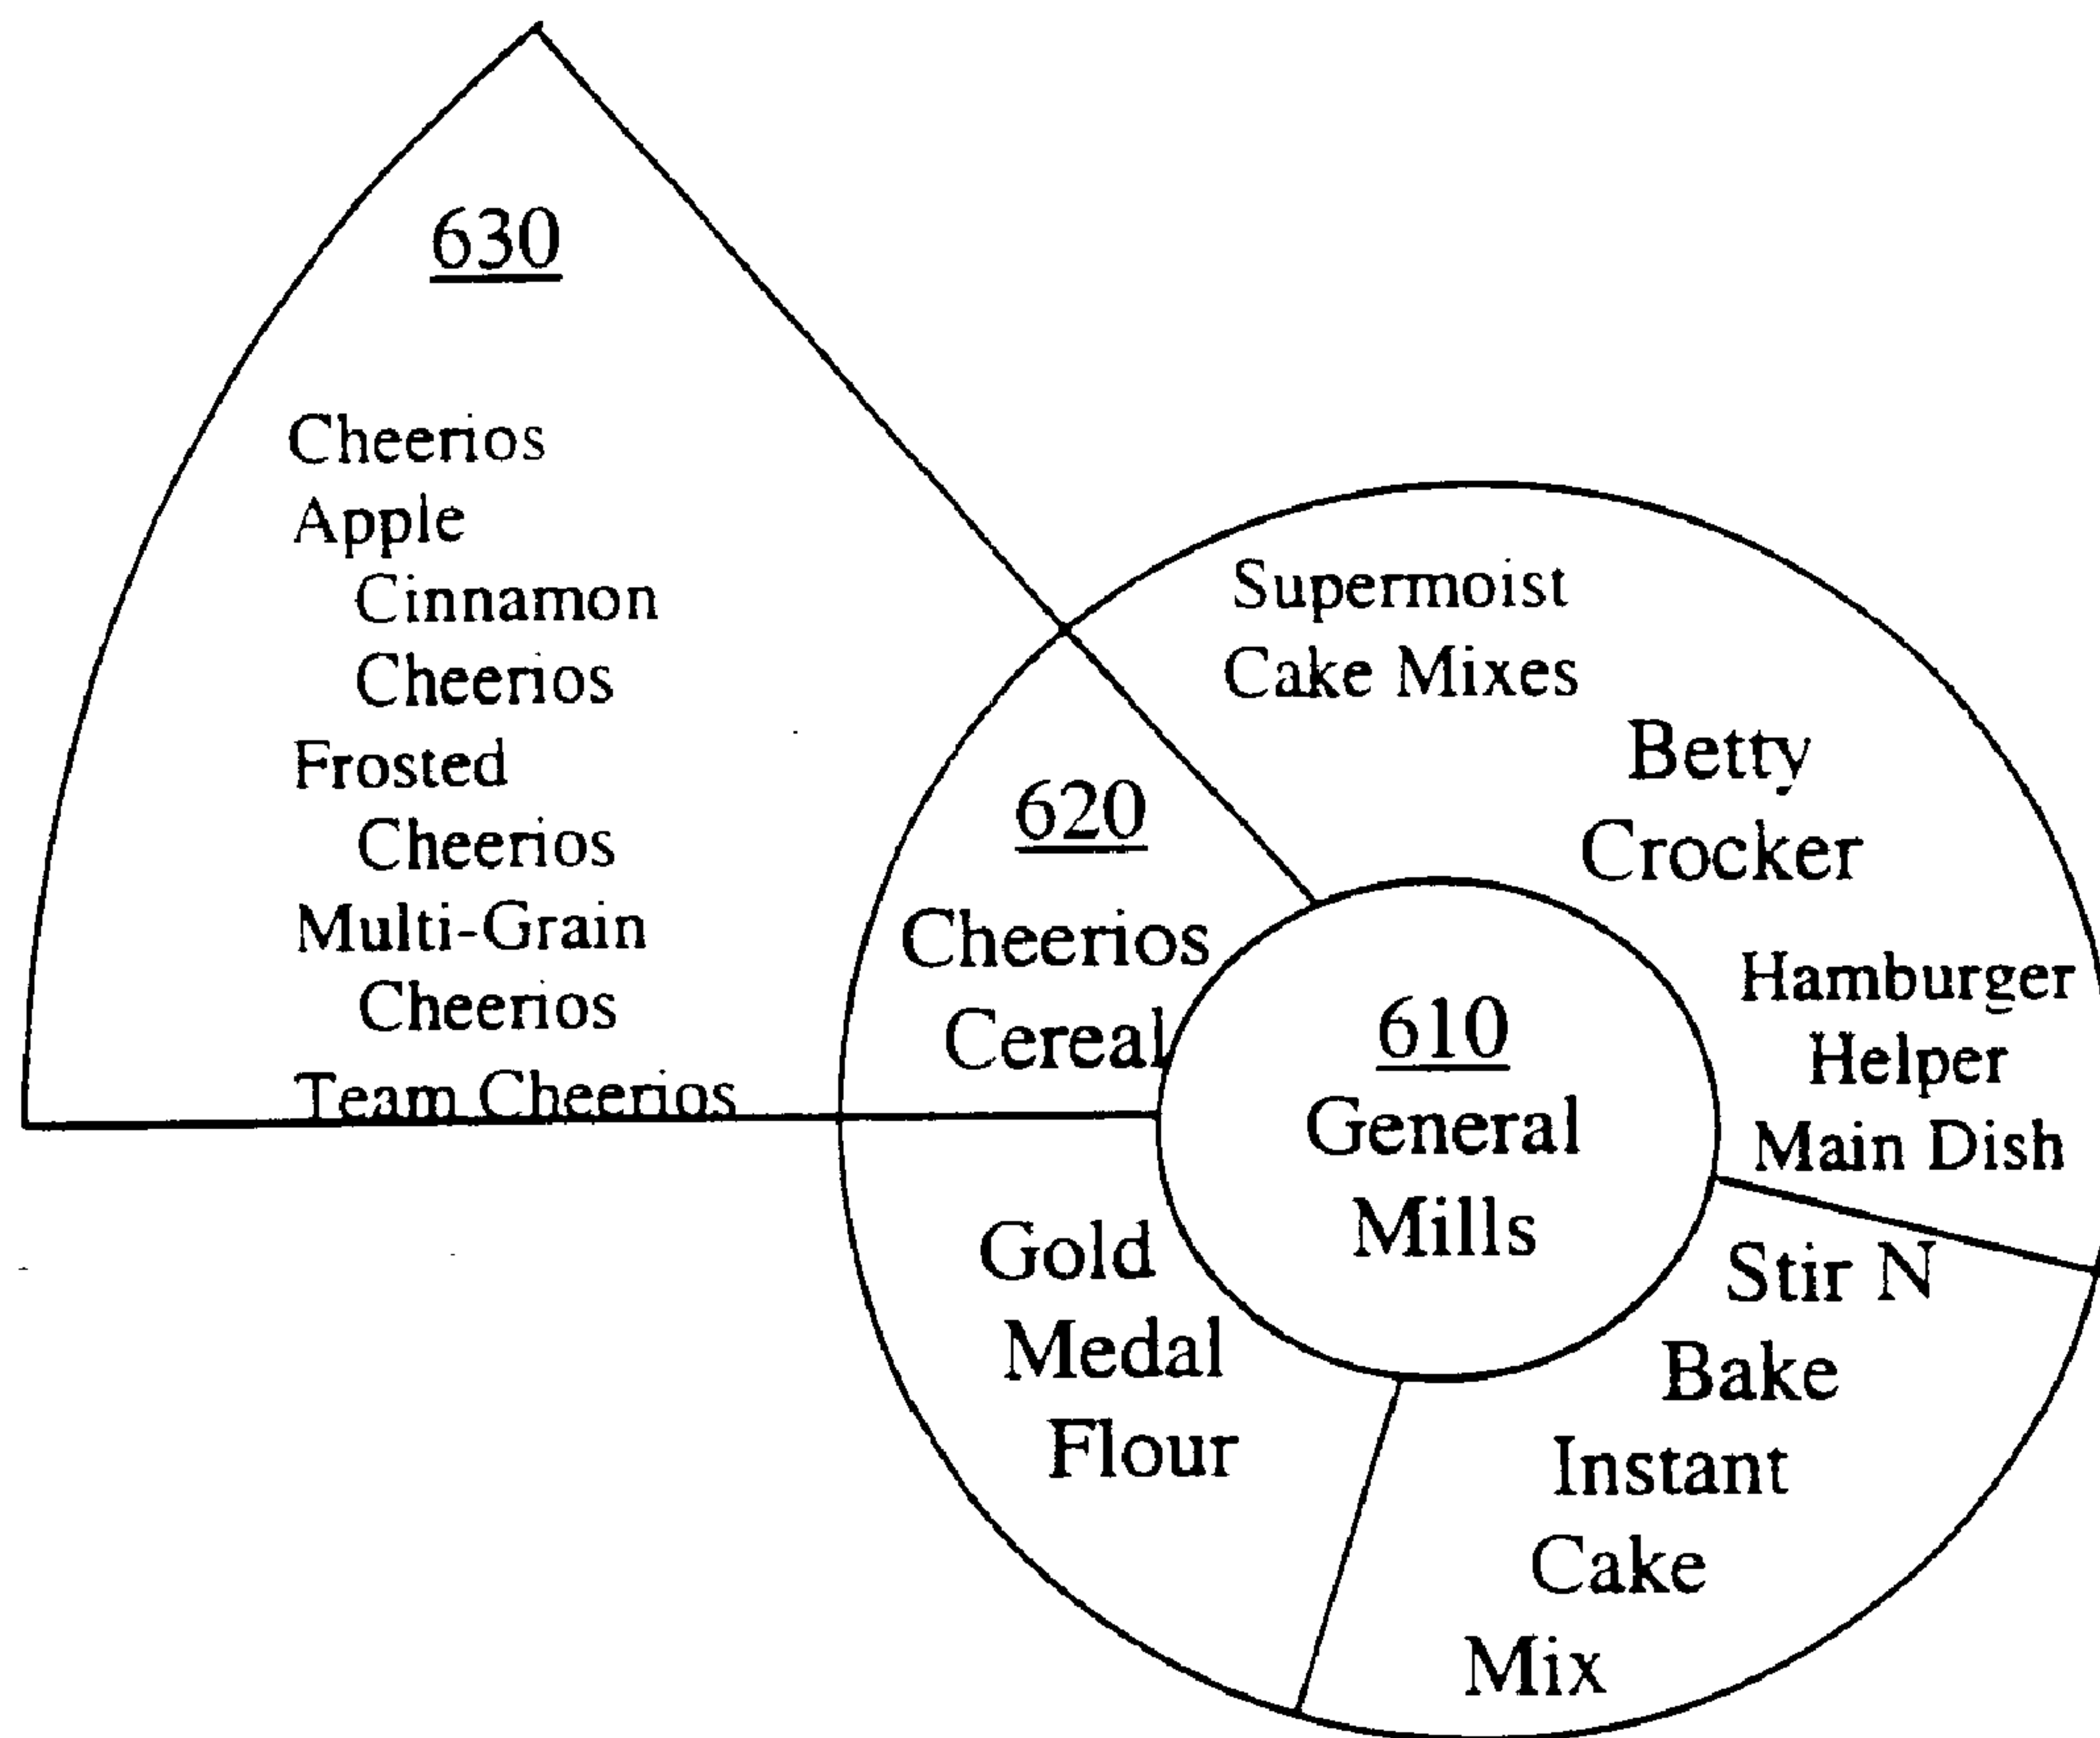 630
Cheerios
Apple
Cinnamon
Cheerios
Frosted
Cheerios
Multi-Grain
Cheerios
Team Cheerios
620
Cheerios
Cereal
Supermoist
Cake Mixes
Betty
Crocker
Hamburger
Helper
Main Dish
610
General
Mills
Gold
Medal
Flour
Stir N
Bake
Instant
Cake
Mix